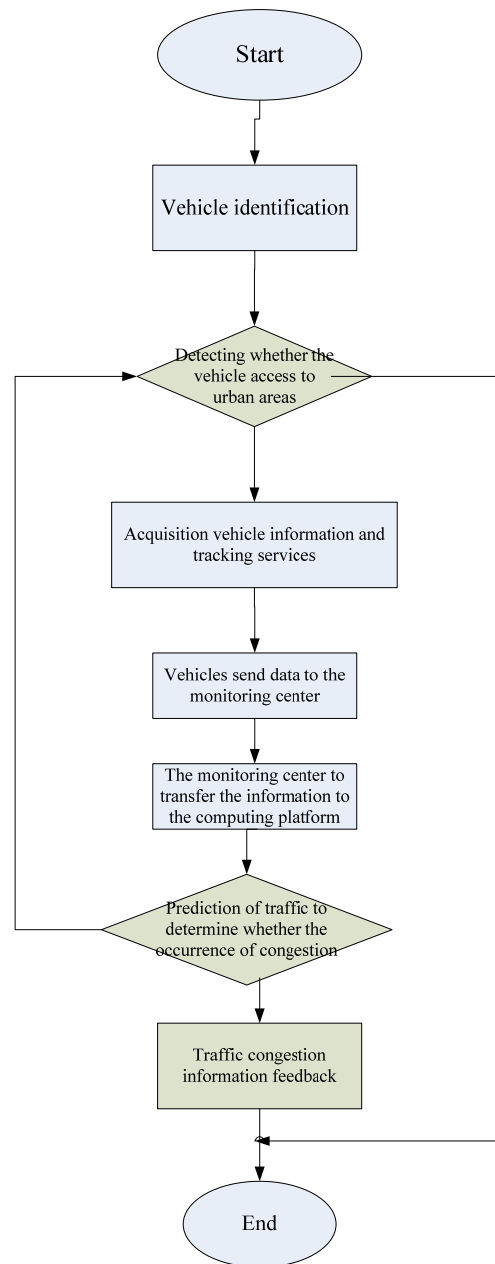 Start
Vehicle identification
Detecting whether the
vehicle access to
urban areas
Acquisition vehicle information and
tracking services
Vehicles send data to the
monitoring center
The monitoring center to
transfer the information to
the computing platform
Prediction of traffic to
determine whether the
occurrence of congestion
Traffic congestion
information feedback
End